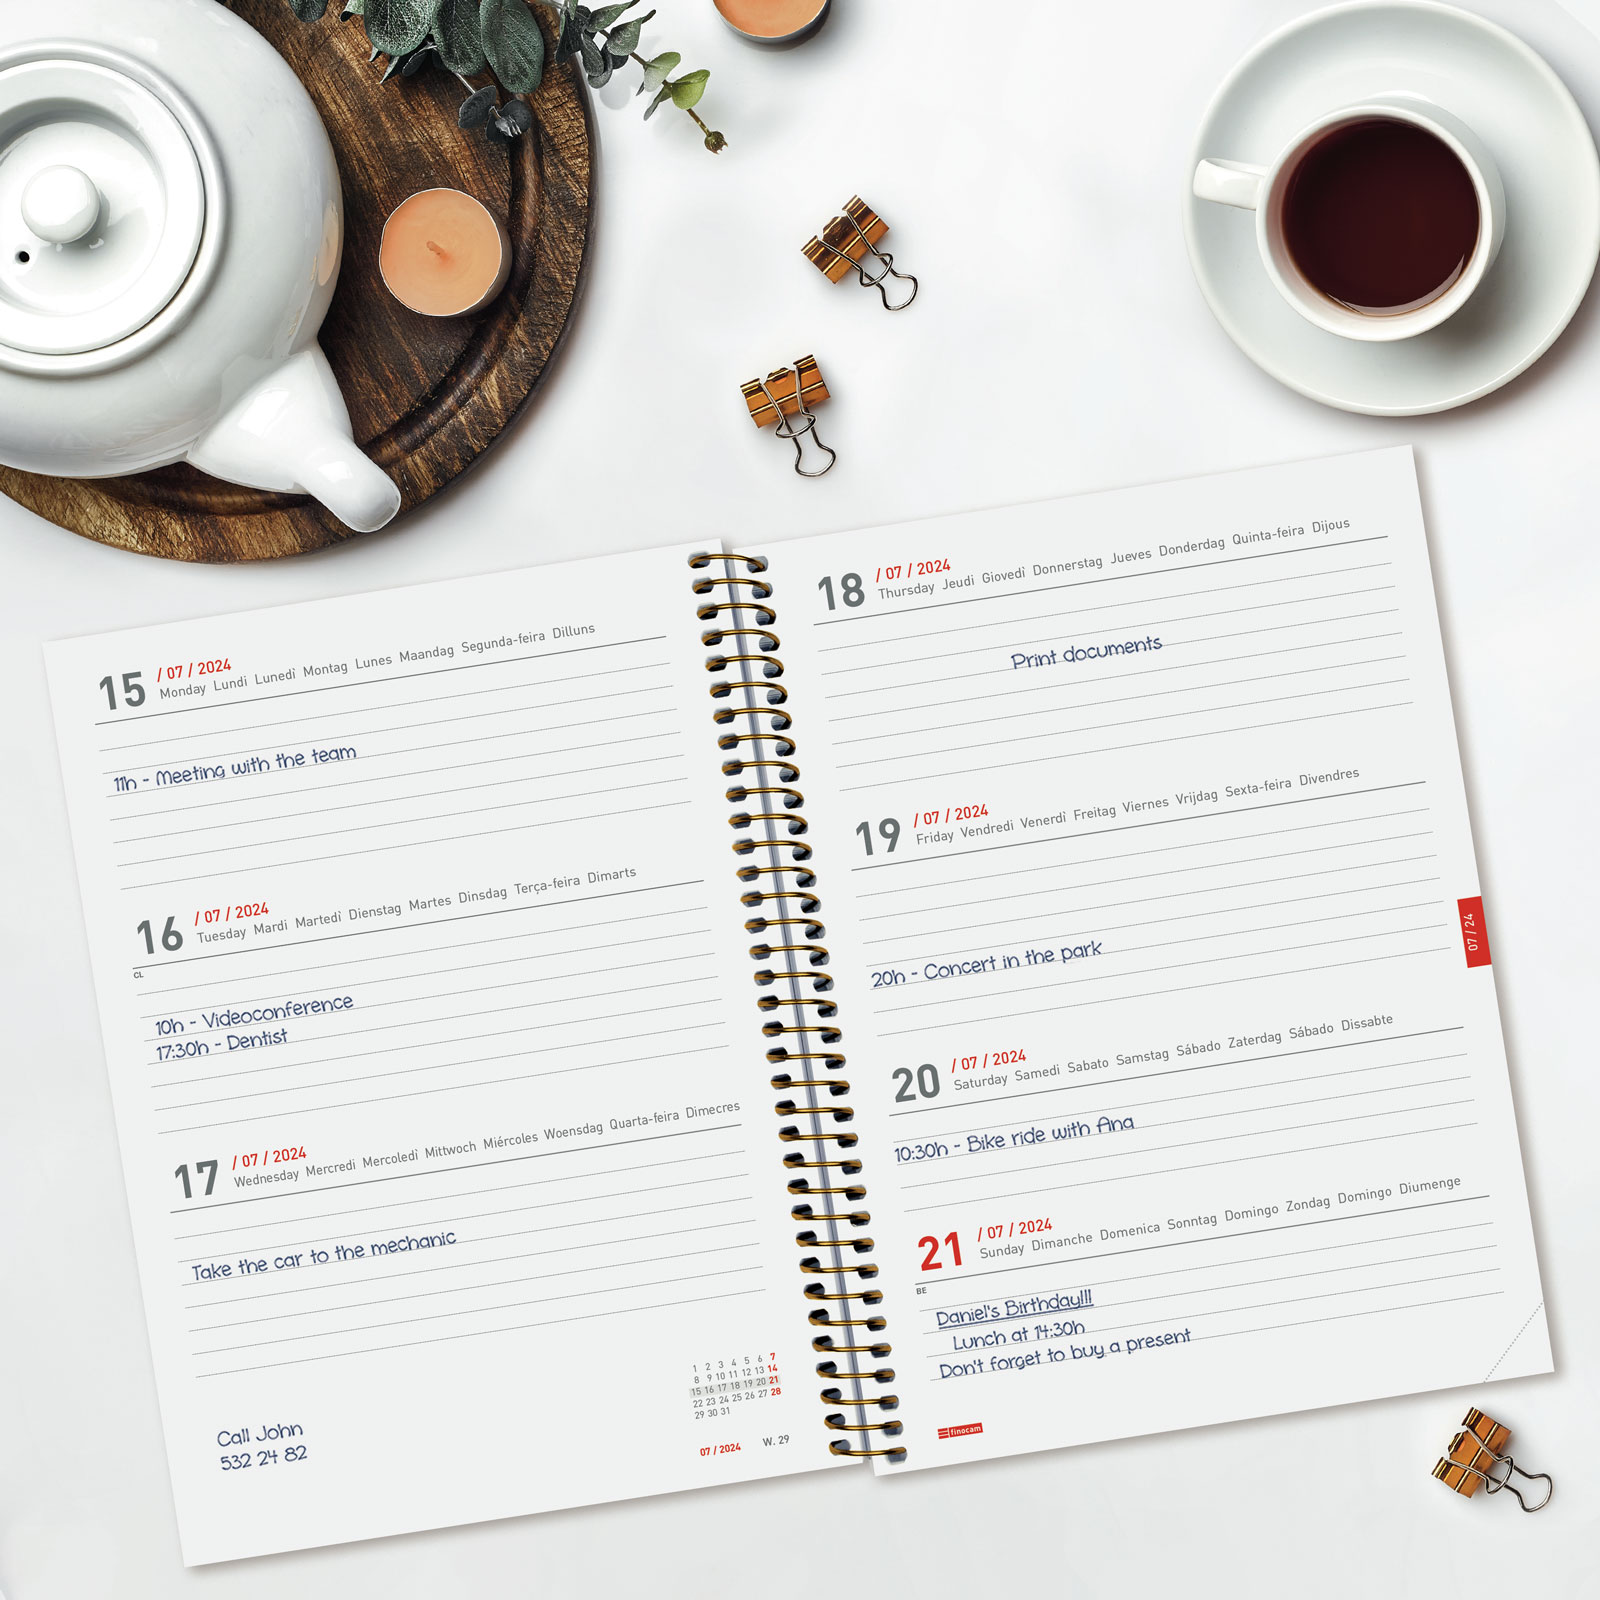 15 / 07 / 2024
Monday Lundi Lunedì Montag Lunes Maandag Segunda-feira Dilluns
11h - Meeting with the team
16 / 07 / 2024
Tuesday Mardi Martedì Dienstag Martes Dinsdag Terça-feira Dimarts
CL
10h - Videoconference
17:30h - Dentist
17 / 07 / 2024
Wednesday Mercredi Mercoledì Mittwoch Miércoles Woensdag Quarta-feira Dimecres
Take the car to the mechanic
1 2 3 4 5 6 7
8 9 10 11 12 13 14
15 16 17 18 19 20 21
22 23 24 25 26 27 28
29 30 31
Call John
532 24 82
07 / 2024 W. 29
18 / 07 / 2024
Thursday Jeudi Giovedì Donnerstag Jueves Donderdag Quinta-feira Dijous
Print documents
19 / 07 / 2024
Friday Vendredi Venerdì Freitag Viernes Vrijdag Sexta-feira Divendres
20h - Concert in the park
07 / 24
20 / 07 / 2024
Saturday Samedi Sabato Samstag Sábado Zaterdag Sábado Dissabte
10:30h - Bike ride with Ana
21 / 07 / 2024
Sunday Dimanche Domenica Sonntag Domingo Zondag Domingo Diumenge
BE
Daniel's Birthday!!!
Lunch at 14:30h
Don't forget to buy a present
finocam